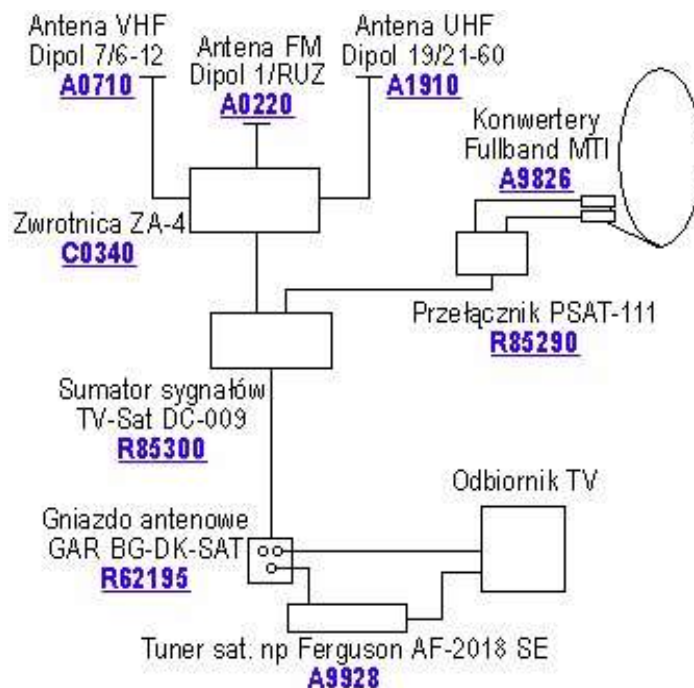 Antena VHF
Dipol 7/6-12
A0710
Antena FM
Dipol 1/RUZ
A0220
Antena UHF
Dipol 19/21-60
A1910
Konwertery
Fullband MTI
A9826
Zwrotnica ZA-4
C0340
Przełącznik PSAT-111
R85290
Sumator sygnałów
TV-Sat DC-009
R85300
Odbiornik TV
Gniazdo antenowe
GAR BG-DK-SAT
R62195
Tuner sat. np Ferguson AF-2018 SE
A9928